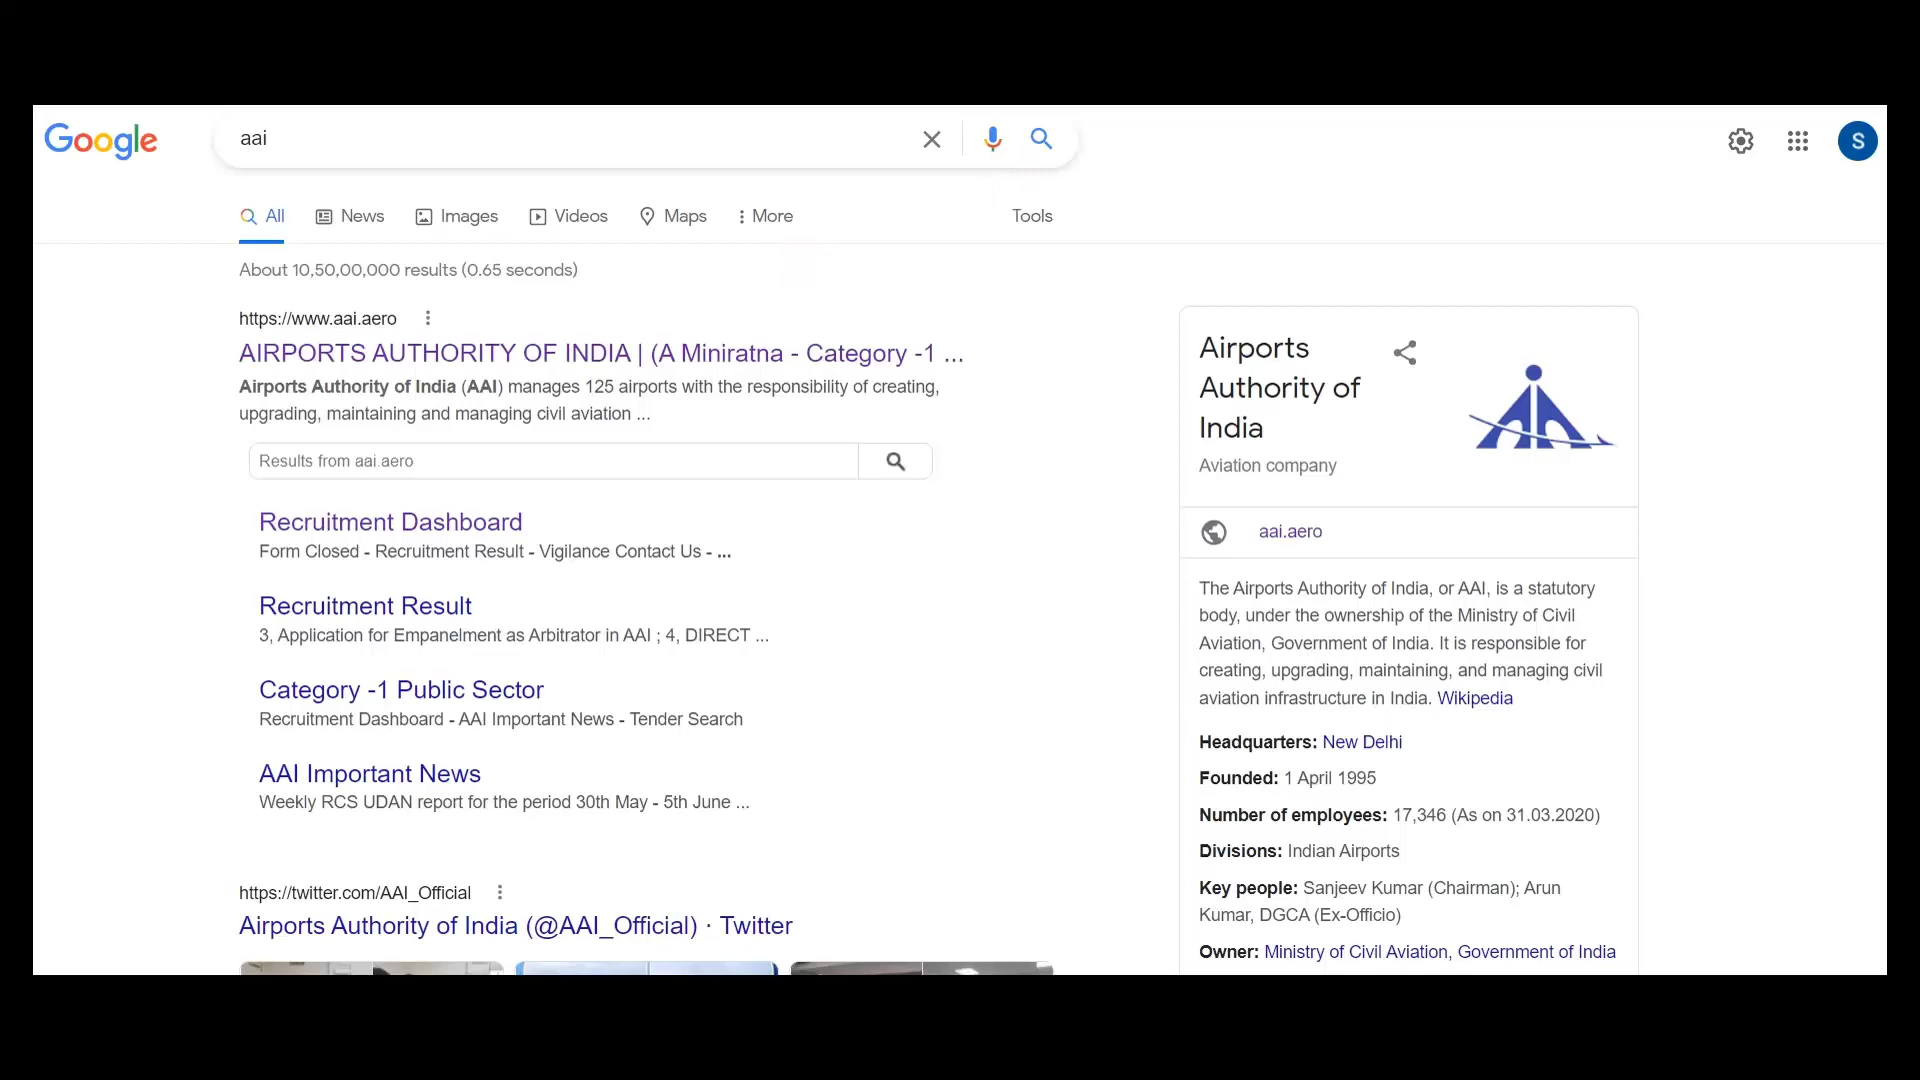 Google
aai
S
All
News
Images
Videos
Maps
More
Tools
About 10,50,00,000 results (0.65 seconds)
https://www.aai.aero
AIRPORTS AUTHORITY OF INDIA | (A Miniratna - Category -1 ...
Airports Authority of India (AAI) manages 125 airports with the responsibility of creating,
upgrading, maintaining and managing civil aviation ...
Results from aai.aero
Recruitment Dashboard
Form Closed - Recruitment Result - Vigilance Contact Us - ...
Recruitment Result
3, Application for Empanelment as Arbitrator in AAI ; 4, DIRECT ...
Category -1 Public Sector
Recruitment Dashboard - AAI Important News - Tender Search
AAI Important News
Weekly RCS UDAN report for the period 30th May - 5th June ...
https://twitter.com/AAI_Official
Airports Authority of India (@AAI_Official) · Twitter
Airports
Authority of
India
Aviation company
aai.aero
The Airports Authority of India, or AAI, is a statutory
body, under the ownership of the Ministry of Civil
Aviation, Government of India. It is responsible for
creating, upgrading, maintaining, and managing civil
aviation infrastructure in India. Wikipedia
Headquarters: New Delhi
Founded: 1 April 1995
Number of employees: 17,346 (As on 31.03.2020)
Divisions: Indian Airports
Key people: Sanjeev Kumar (Chairman); Arun
Kumar, DGCA (Ex-Officio)
Owner: Ministry of Civil Aviation, Government of India